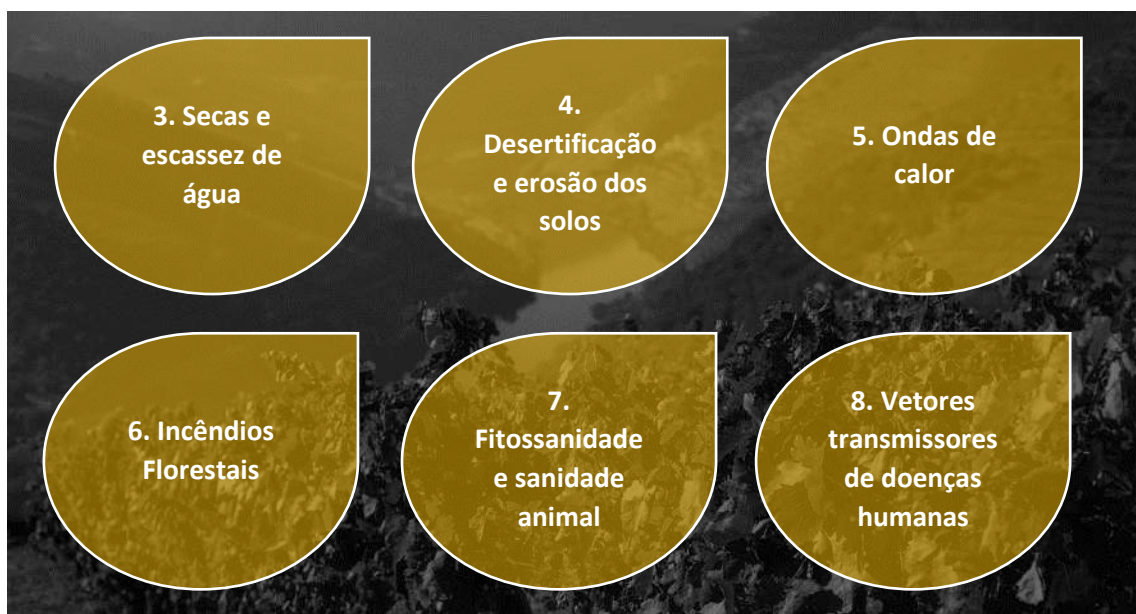 3. Secas e
escassez de
água
4.
Desertificação
e erosão dos
solos
5. Ondas de
calor
6. Incêndios
Florestais
7.
Fitossanidade
e sanidade
animal
8. Vetores
transmissores
de doenças
humanas